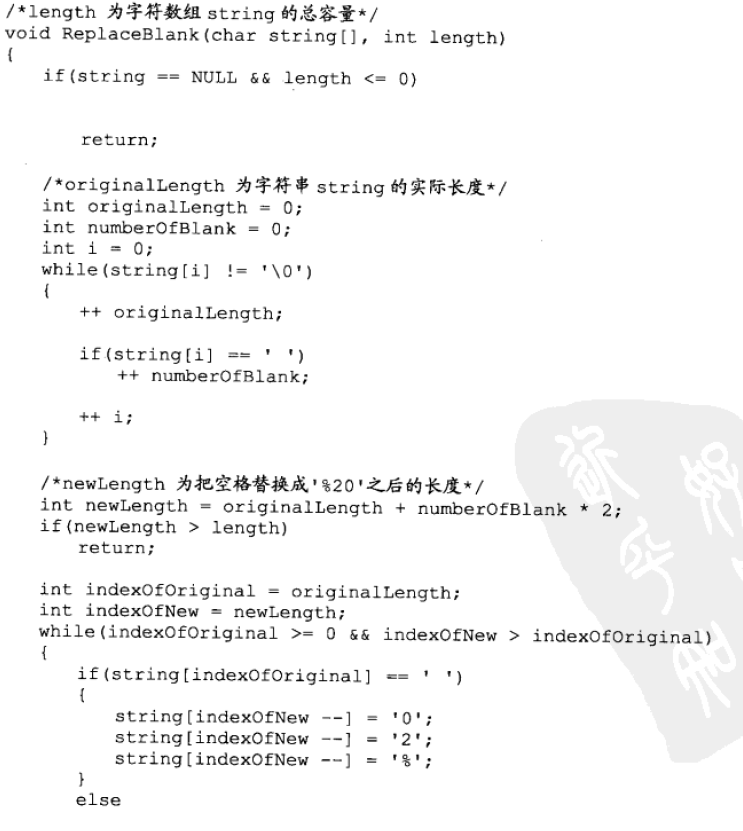 /*length 为字符数组 string 的总容量*/
void ReplaceBlank(char string[], int length)
{
    if(string == NULL && length <= 0)
        return;
    /*originalLength 为字符串 string 的实际长度*/
    int originalLength = 0;
    int numberOfBlank = 0;
    int i = 0;
    while(string[i] != '\0')
    {
        ++ originalLength;
        if(string[i] == ' ')
            ++ numberOfBlank;
        ++ i;
    }
    /*newLength 为把空格替换成'%20'之后的长度*/
    int newLength = originalLength + numberOfBlank * 2;
    if(newLength > length)
        return;
    int indexOfOriginal = originalLength;
    int indexOfNew = newLength;
    while(indexOfOriginal >= 0 && indexOfNew > indexOfOriginal)
    {
        if(string[indexOfOriginal] == ' ')
        {
            string[indexOfNew --] = '0';
            string[indexOfNew --] = '2';
            string[indexOfNew --] = '%';
        }
        else